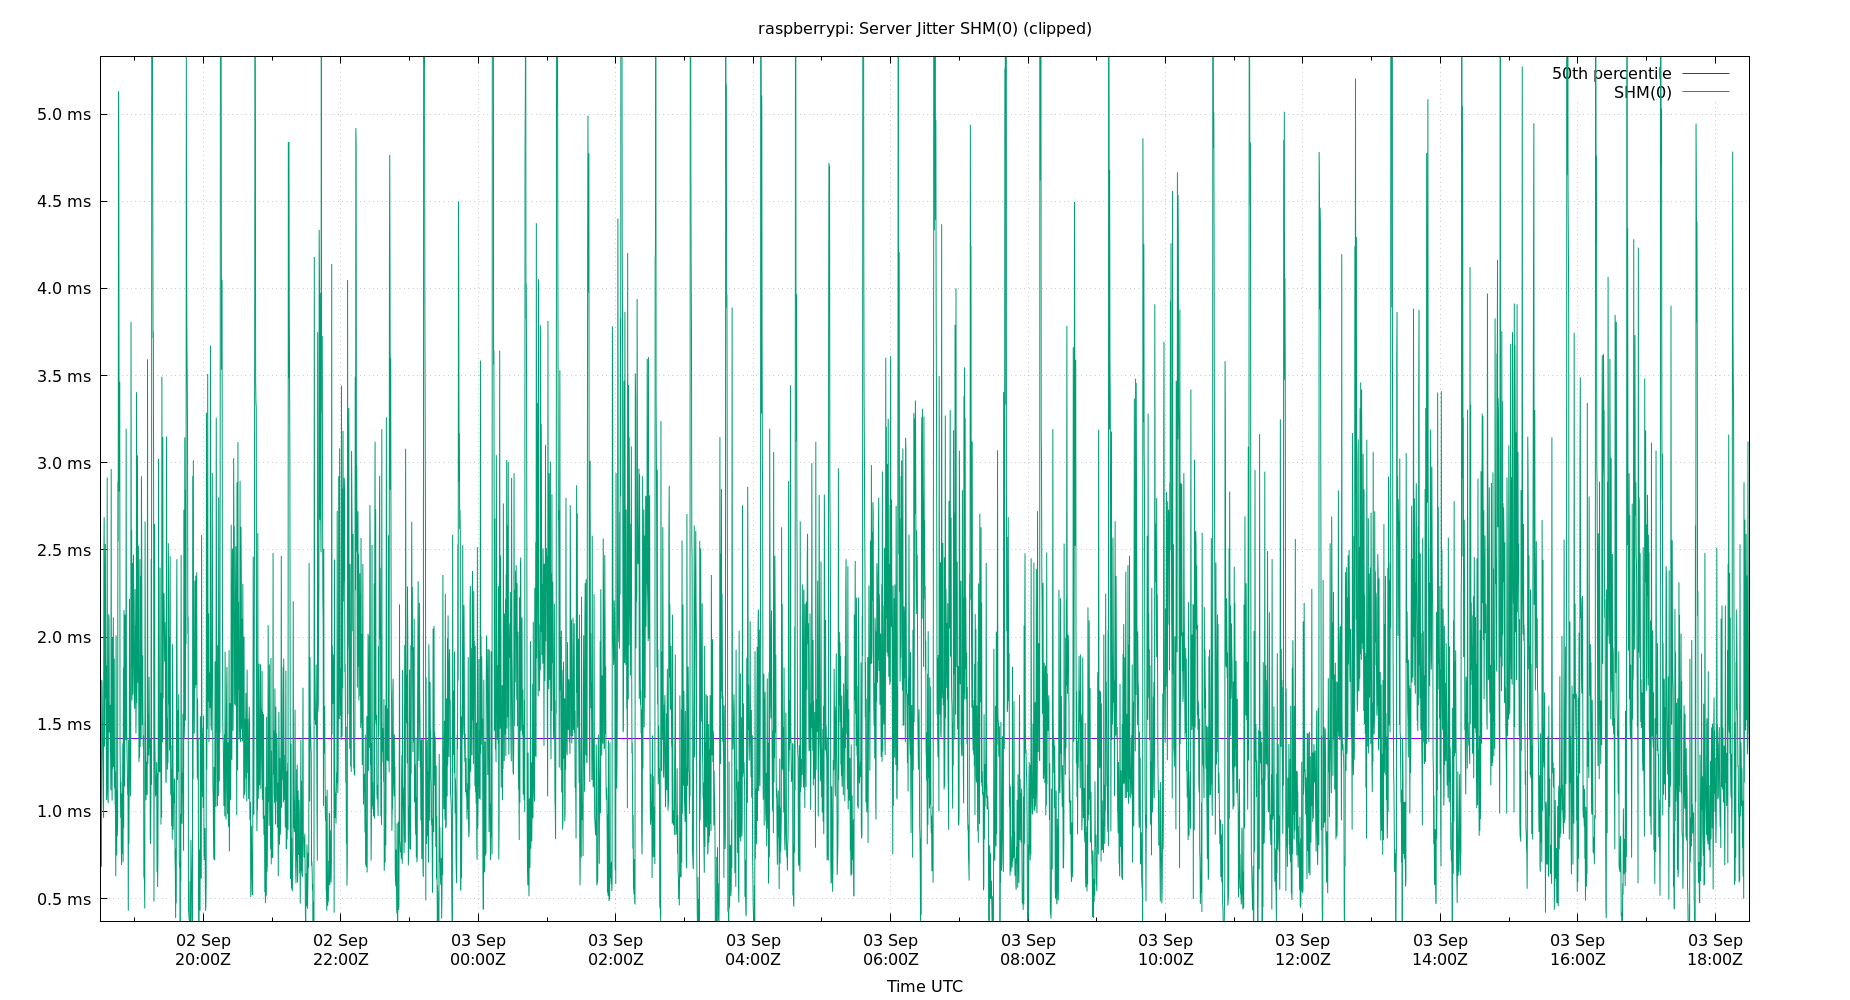 raspberrypi: Server Jitter SHM(0) (clipped)
50th percentile
SHM(0)
5.0 ms
4.5 ms
4.0 ms
3.5 ms
3.0 ms
2.5 ms
2.0 ms
1.5 ms
1.0 ms
0.5 ms
02 Sep 02 Sep 03 Sep 03 Sep 03 Sep 03 Sep 03 Sep 03 Sep 03 Sep 03 Sep 03 Sep 03 Sep
20:00Z 22:00Z 00:00Z 02:00Z 04:00Z 06:00Z 08:00Z 10:00Z 12:00Z 14:00Z 16:00Z 18:00Z
Time UTC